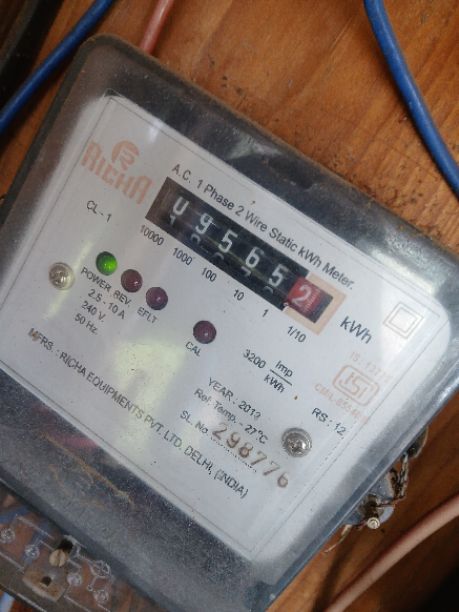 RICHA
A.C. 1 Phase 2 Wire Static kWh Meter.
CL - 1
09565 2
10000 1000 100 10 1 1/10
kWh
POWER REV. EFLT
CAL
2.5 - 10 A
240 V.
50 Hz.
3200 Imp/kWh
YEAR - 2013
Ref. Temp. - 27°C
SL. No. 298776
RS : 12
MFRS. : RICHA EQUIPMENTS PVT. LTD. DELHI, (INDIA)